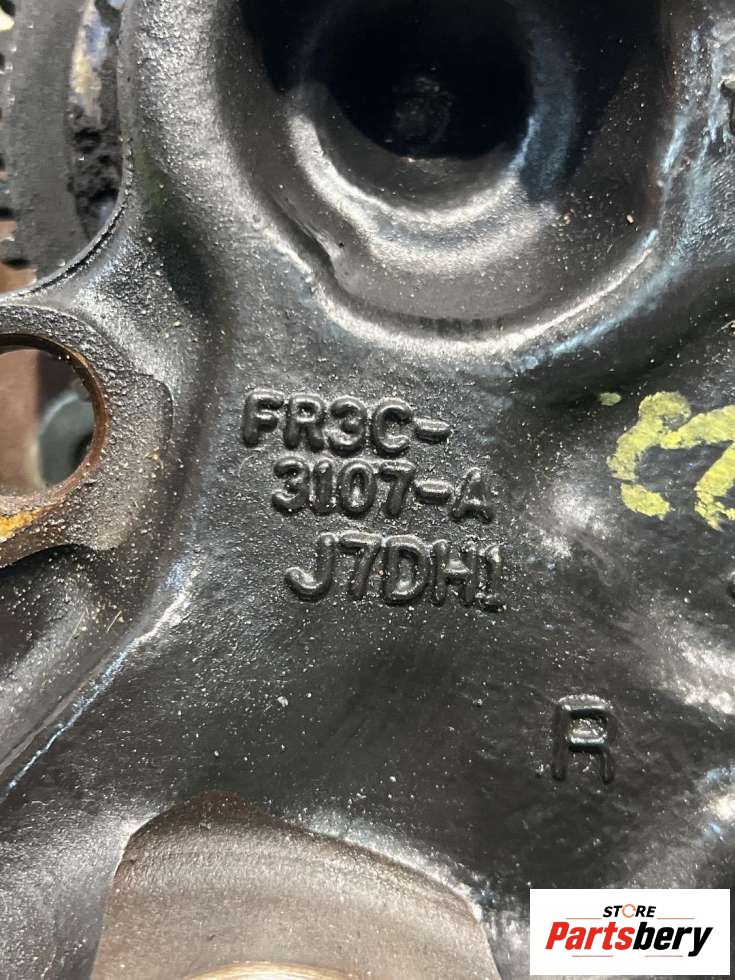 FR3C-
3107-A
J7DH1
R
STORE
Partsbery